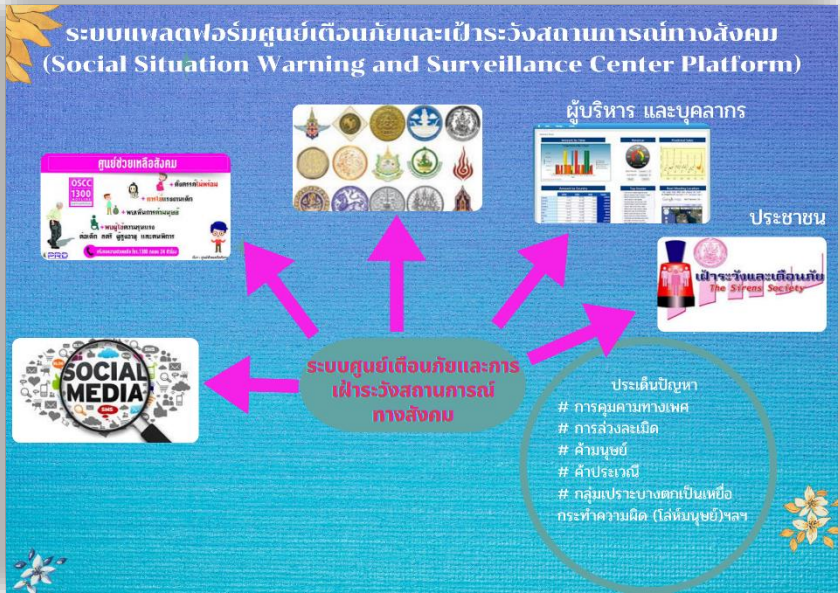 ระบบแพลตฟอร์มศูนย์เตือนภัยและเฝ้าระวังสถานการณ์ทางสังคม
(Social Situation Warning and Surveillance Center Platform)
ผู้บริหาร และบุคลากร
ศูนย์ช่วยเหลือสังคม
OSCC
1300
PRD
ประชาชน
เฝ้าระวังและเตือนภัย
The Sirens Society
SOCIAL
MEDIA
SMS
ระบบศูนย์เตือนภัยและการ
เฝ้าระวังสถานการณ์
ทางสังคม
ประเด็นปัญหา
# การคุมคามทางเพศ
# การล่วงละเมิด
# ค้ามนุษย์
# ค้าประเวณี
# กลุ่มเปราะบางตกเป็นเหยื่อ
กระทำความผิด (โล่ห์มนุษย์)ฯลฯ